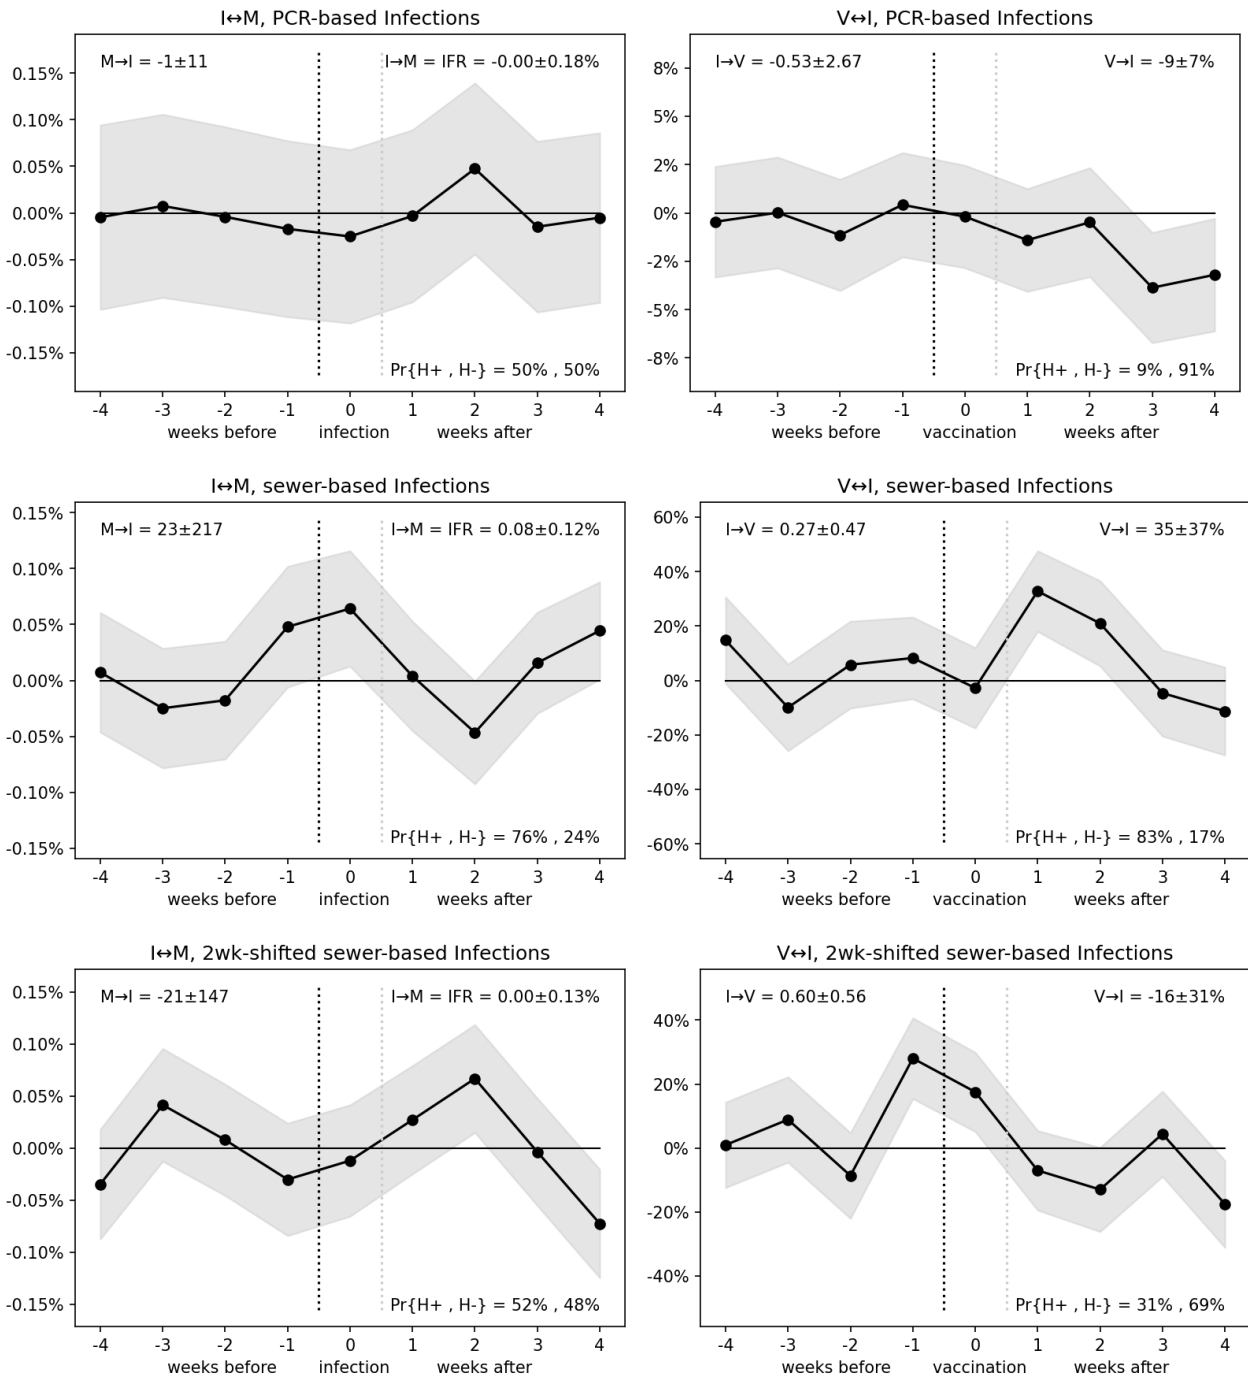 I↔M, PCR-based Infections
M→I = -1±11
I→M = IFR = -0.00±0.18%
0.15%
0.10%
0.05%
0.00%
-0.05%
-0.10%
-0.15%
Pr{H+ , H-} = 50% , 50%
-4 -3 -2 -1 0 1 2 3 4
weeks before infection weeks after
V↔I, PCR-based Infections
I→V = -0.53±2.67
V→I = -9±7%
8%
5%
2%
0%
-2%
-5%
-8%
Pr{H+ , H-} = 9% , 91%
-4 -3 -2 -1 0 1 2 3 4
weeks before vaccination weeks after
I↔M, sewer-based Infections
0.15%
M→I = 23±217
I→M = IFR = 0.08±0.12%
0.10%
0.05%
0.00%
-0.05%
-0.10%
-0.15%
Pr{H+ , H-} = 76% , 24%
-4 -3 -2 -1 0 1 2 3 4
weeks before infection weeks after
V↔I, sewer-based Infections
60%
I→V = 0.27±0.47
V→I = 35±37%
40%
20%
0%
-20%
-40%
-60%
Pr{H+ , H-} = 83% , 17%
-4 -3 -2 -1 0 1 2 3 4
weeks before vaccination weeks after
I↔M, 2wk-shifted sewer-based Infections
0.15%
M→I = -21±147
I→M = IFR = 0.00±0.13%
0.10%
0.05%
0.00%
-0.05%
-0.10%
-0.15%
Pr{H+ , H-} = 52% , 48%
-4 -3 -2 -1 0 1 2 3 4
weeks before infection weeks after
V↔I, 2wk-shifted sewer-based Infections
I→V = 0.60±0.56
V→I = -16±31%
40%
20%
0%
-20%
-40%
Pr{H+ , H-} = 31% , 69%
-4 -3 -2 -1 0 1 2 3 4
weeks before vaccination weeks after